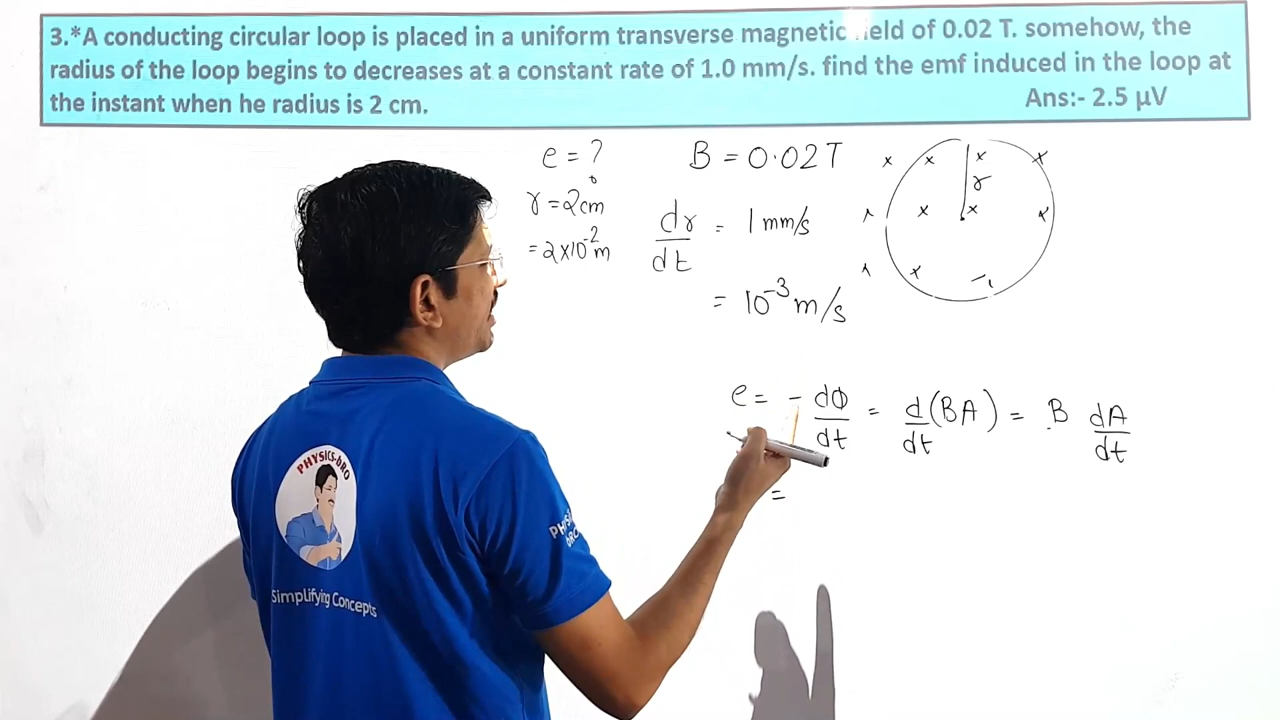 3.*A conducting circular loop is placed in a uniform transverse magnetic field of 0.02 T. somehow, the
radius of the loop begins to decreases at a constant rate of 1.0 mm/s. find the emf induced in the loop at
the instant when he radius is 2 cm.
Ans:- 2.5 μV
e = ?
r = 2cm
= 2×10⁻² m
B = 0.02T
dr/dt = 1 mm/s
= 10⁻³ m/s
r
e = - dΦ/dt = d/dt (BA) = B dA/dt
=
PHYSICS-bRO
Simplifying Concepts